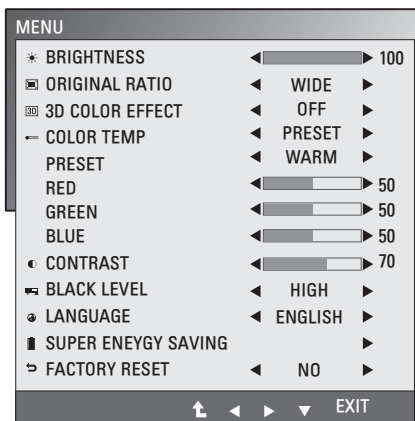 MENU
BRIGHTNESS 100
ORIGINAL RATIO WIDE
3D 3D COLOR EFFECT OFF
COLOR TEMP PRESET
PRESET WARM
RED 50
GREEN 50
BLUE 50
CONTRAST 70
BLACK LEVEL HIGH
LANGUAGE ENGLISH
SUPER ENEYGY SAVING
FACTORY RESET NO
EXIT